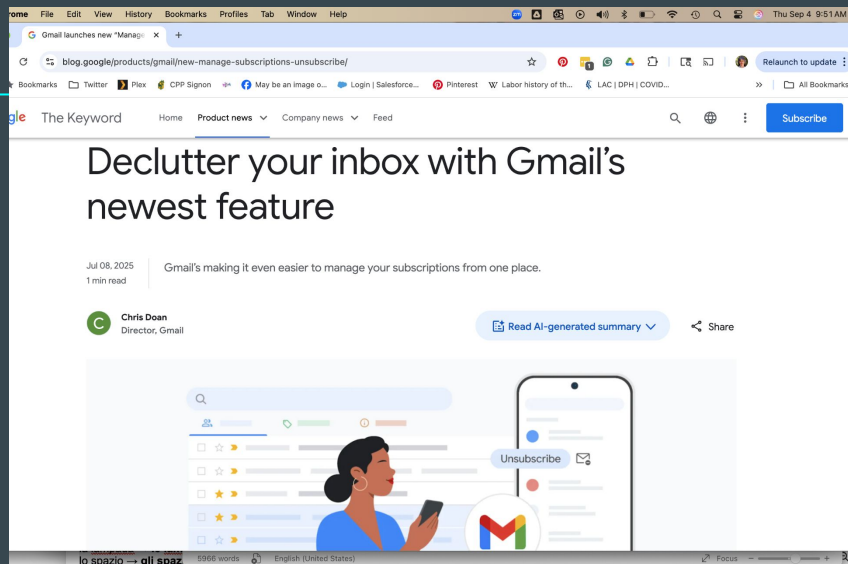 rome File Edit View History Bookmarks Profiles Tab Window Help Thu Sep 4 9:51 AM
Gmail launches new "Manage
blog.google/products/gmail/new-manage-subscriptions-unsubscribe/ Relaunch to update
Bookmarks Twitter Plex CPP Signon May be an image o... Login | Salesforce... Pinterest Labor history of th... LAC | DPH | COVID... All Bookmarks
gle The Keyword Home Product news Company news Feed Subscribe
Declutter your inbox with Gmail's
newest feature
Jul 08, 2025
1 min read
Gmail's making it even easier to manage your subscriptions from one place.
C
Chris Doan
Director, Gmail
Read AI-generated summary
Share
Unsubscribe
lo spazio → gli spaz 5966 words English (United States) Focus